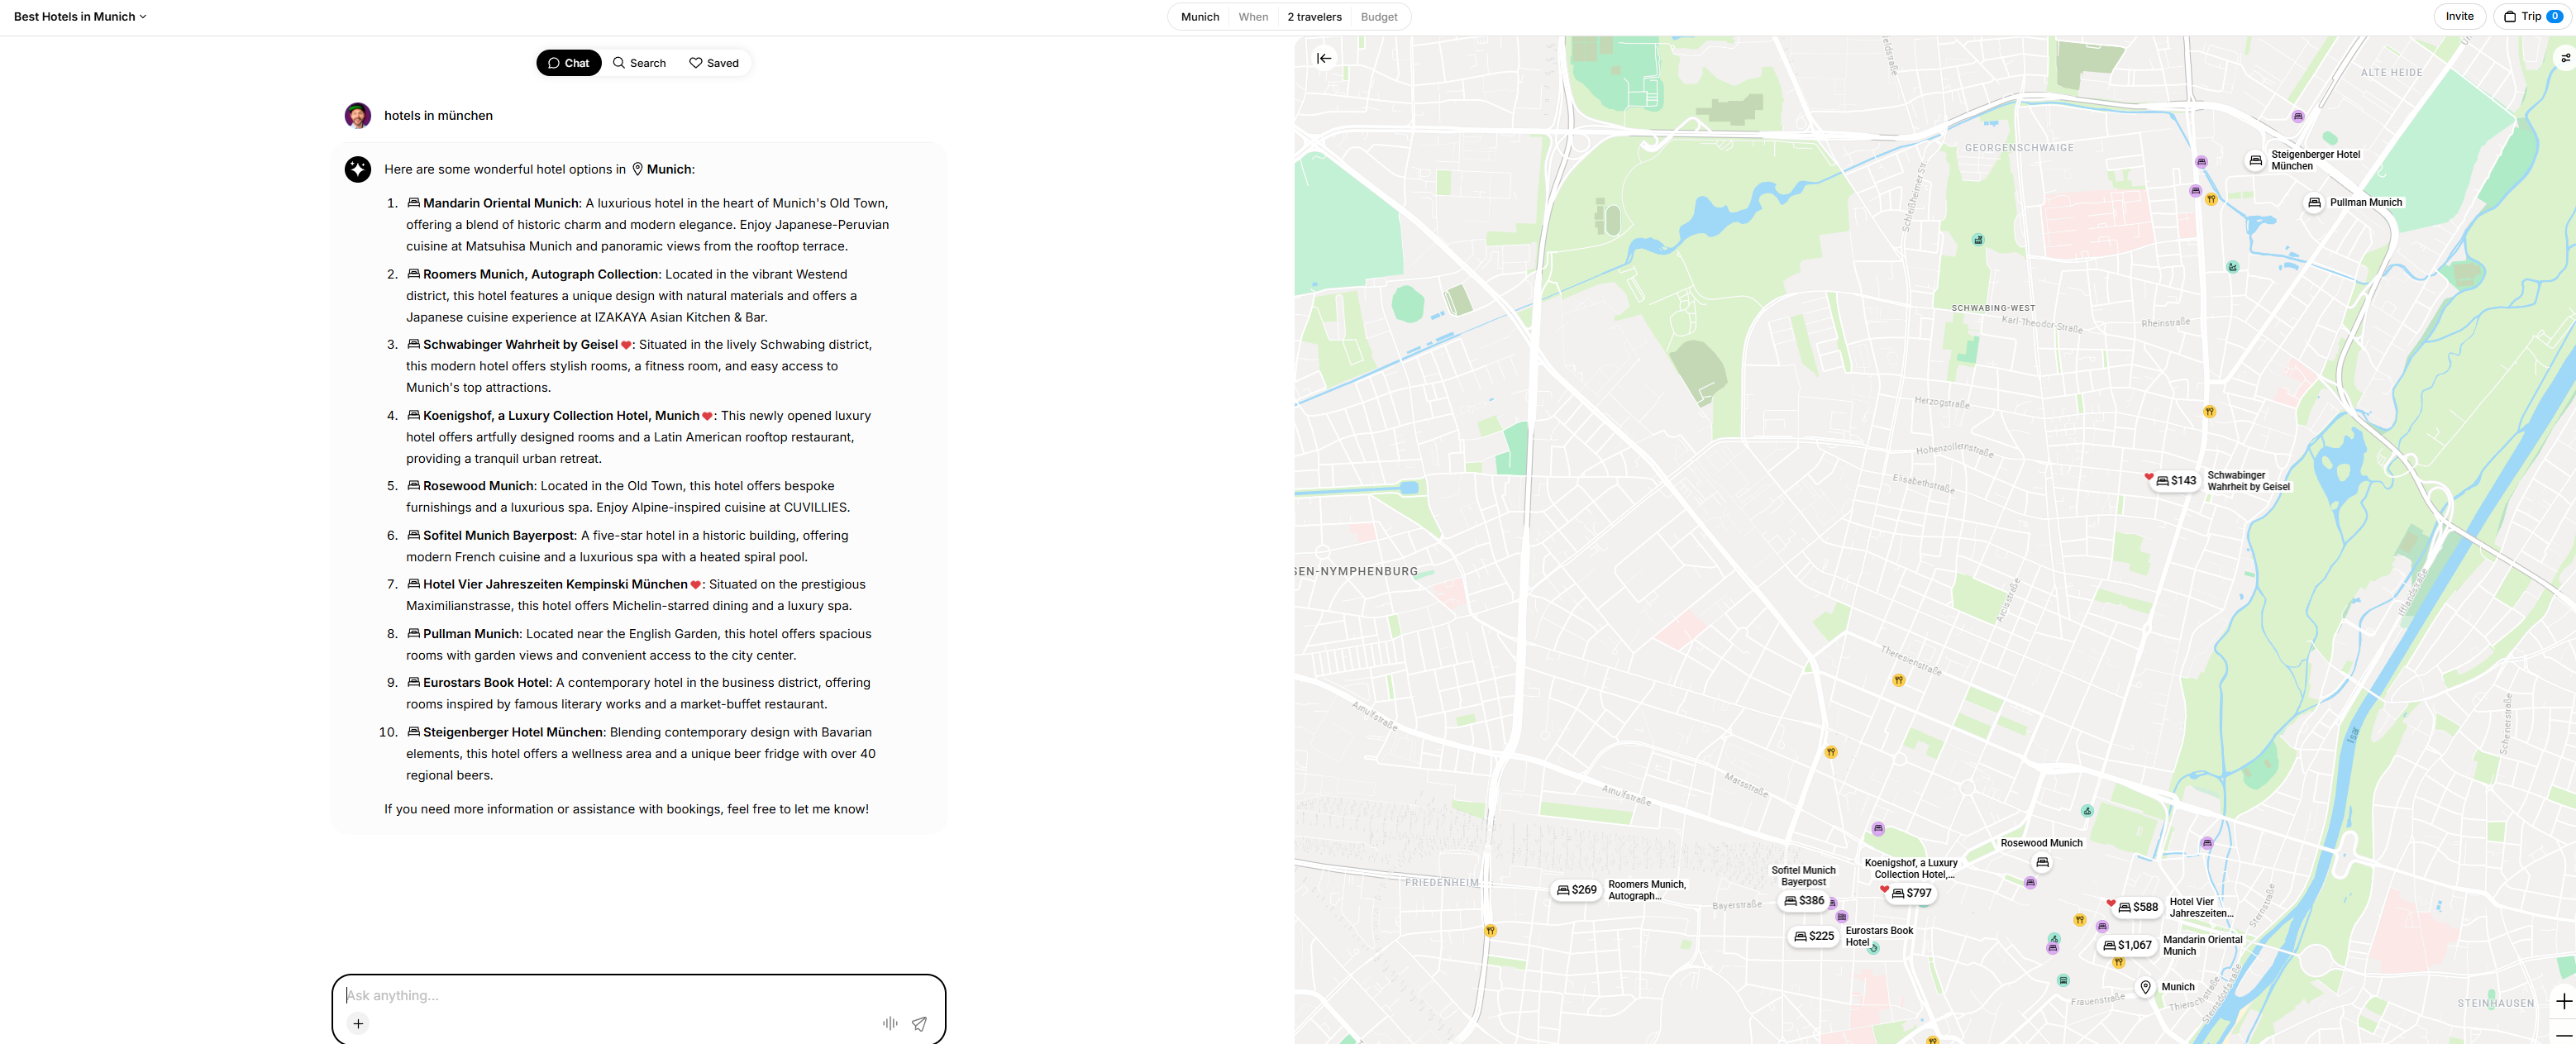 Best Hotels in Munich
Munich When 2 travelers Budget
Invite
Trip 0
Chat Search Saved
hotels in münchen
Here are some wonderful hotel options in Munich:
1. Mandarin Oriental Munich: A luxurious hotel in the heart of Munich's Old Town,
offering a blend of historic charm and modern elegance. Enjoy Japanese-Peruvian
cuisine at Matsuhisa Munich and panoramic views from the rooftop terrace.
2. Roomers Munich, Autograph Collection: Located in the vibrant Westend
district, this hotel features a unique design with natural materials and offers a
Japanese cuisine experience at IZAKAYA Asian Kitchen & Bar.
3. Schwabinger Wahrheit by Geisel: Situated in the lively Schwabing district,
this modern hotel offers stylish rooms, a fitness room, and easy access to
Munich's top attractions.
4. Koenigshof, a Luxury Collection Hotel, Munich: This newly opened luxury
hotel offers artfully designed rooms and a Latin American rooftop restaurant,
providing a tranquil urban retreat.
5. Rosewood Munich: Located in the Old Town, this hotel offers bespoke
furnishings and a luxurious spa. Enjoy Alpine-inspired cuisine at CUVILLIES.
6. Sofitel Munich Bayerpost: A five-star hotel in a historic building, offering
modern French cuisine and a luxurious spa with a heated spiral pool.
7. Hotel Vier Jahreszeiten Kempinski München: Situated on the prestigious
Maximilianstrasse, this hotel offers Michelin-starred dining and a luxury spa.
8. Pullman Munich: Located near the English Garden, this hotel offers spacious
rooms with garden views and convenient access to the city center.
9. Eurostars Book Hotel: A contemporary hotel in the business district, offering
rooms inspired by famous literary works and a market-buffet restaurant.
10. Steigenberger Hotel München: Blending contemporary design with Bavarian
elements, this hotel offers a wellness area and a unique beer fridge with over 40
regional beers.
If you need more information or assistance with bookings, feel free to let me know!
Ask anything...
ALTE HEIDE
GEORGENSCHWAIGE
Steigenberger Hotel
München
Pullman Munich
Schleißheimer Str
SCHWABING-WEST
Karl-Theodor-Straße
Rheinstraße
Herzogstraße
Hohenzollernstraße
Elisabethstraße
$143
Schwabinger
Wahrheit by Geisel
SEN-NYMPHENBURG
Arcisstraße
Ifflandstraße
Theresienstraße
Arnulfstraße
Isar
Scheinerstraße
Marsstraße
Arnulfstraße
Rosewood Munich
FRIEDENHEIM
$269
Roomers Munich,
Autograph...
Sofitel Munich
Bayerpost
$386
Koenigshof, a Luxury
Collection Hotel,...
$797
Bayerstraße
$588
Hotel Vier
Jahreszeiten...
Sternstraße
$225
Eurostars Book
Hotel
$1,067
Mandarin Oriental
Munich
Munich
Frauenstraße
Thierschstraße
Steinsdorfstraße
STEINHAUSEN